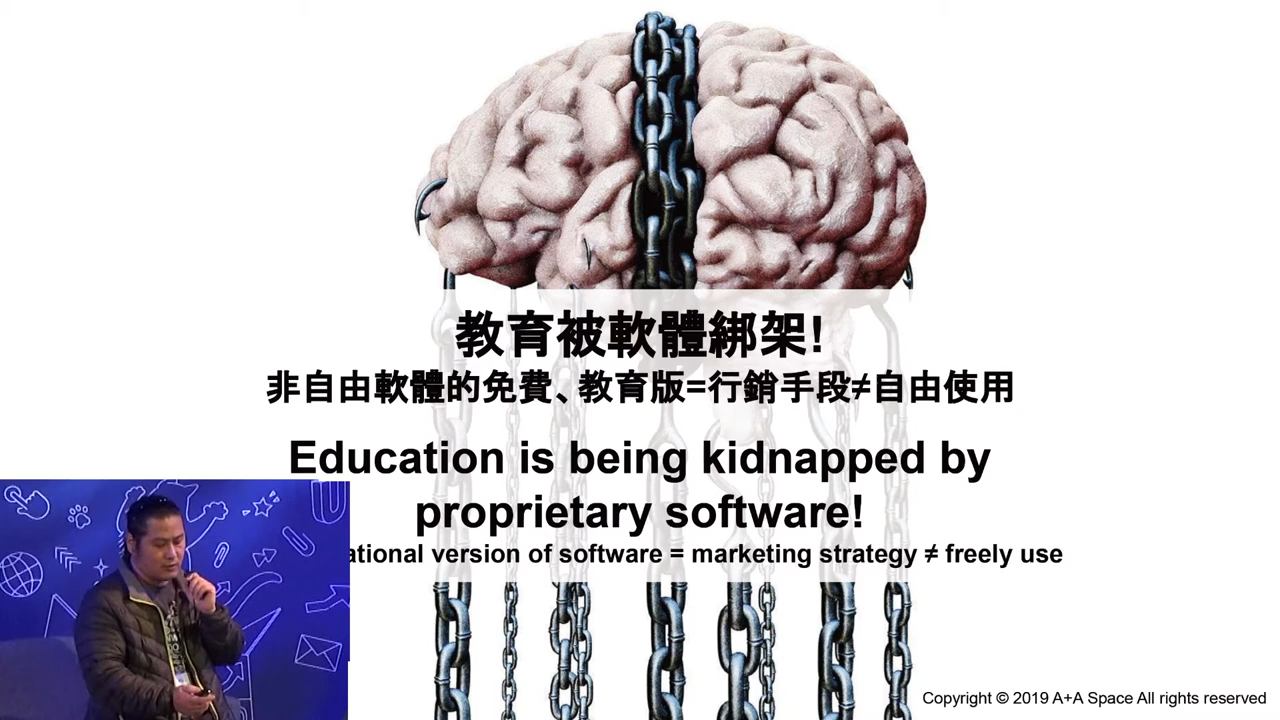 教育被軟體綁架!
非自由軟體的免費、教育版=行銷手段≠自由使用
Education is being kidnapped by
proprietary software!
version of software = marketing strategy ≠ freely use
Copyright © 2019 A+A Space All rights reserved